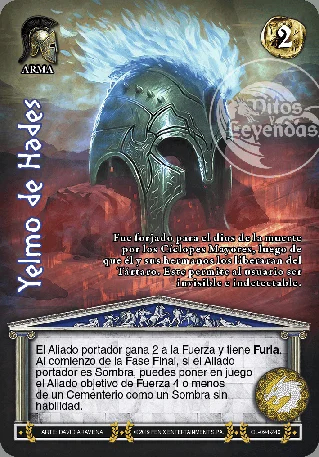 2
ARMA
Mitos y
Leyendas
Yelmo de Hades
Fue forjado para el dios de la muerte
por los Cíclopes Mayores, luego de
que él y sus hermanos los liberaran del
Tártaro. Este permite al usuario ser
invisible e indetectable.
El Aliado portador gana 2 a la Fuerza y tiene Furia.
Al comienzo de la Fase Final, si el Aliado
portador es Sombra, puedes poner en juego
el Aliado objetivo de Fuerza 4 o menos
de un Cementerio como un Sombra sin
habilidad.